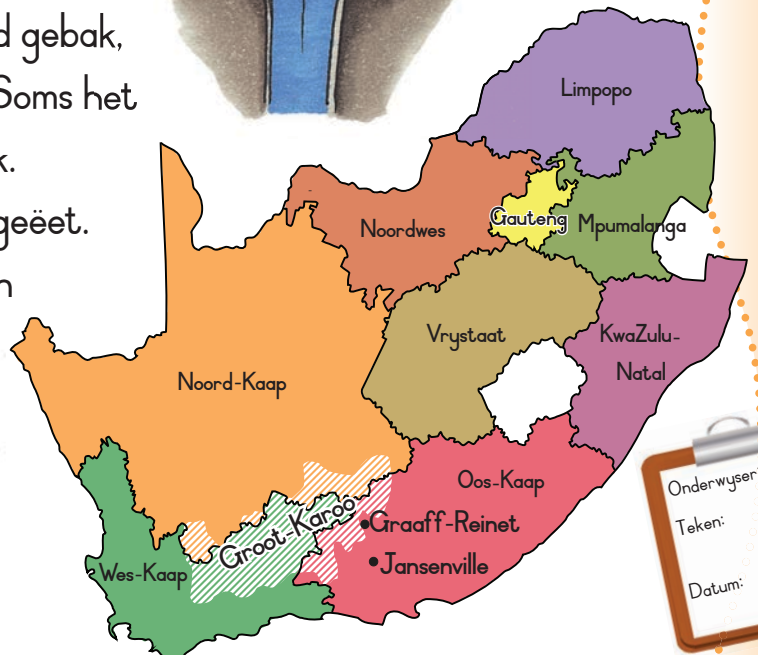 d gebak,
Soms het
k.
geëet.
n
Limpopo
Noordwes
Gauteng
Mpumalanga
Vrystaat
KwaZulu-
Natal
Noord-Kaap
Oos-Kaap
Groot-Karoo
Graaff-Reinet
Jansenville
Wes-Kaap
Onderwyser:
Teken:
Datum: